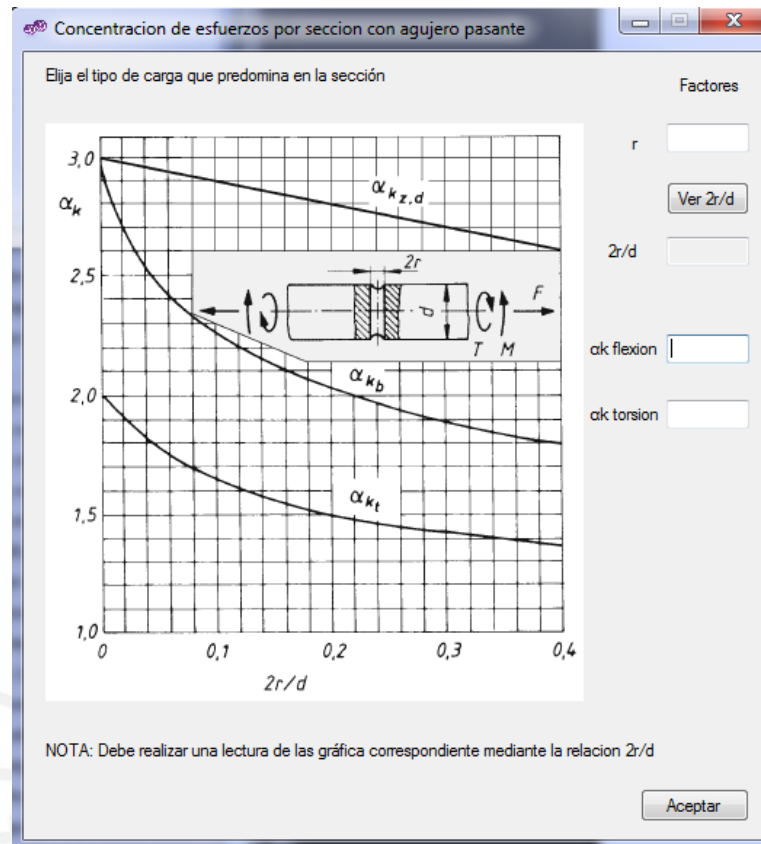 Concentracion de esfuerzos por seccion con agujero pasante
Elija el tipo de carga que predomina en la sección
Factores
r
Ver 2r/d
2r/d
αk flexion
αk torsion
3,0
αk
2,5
2,0
1,5
1,0
αkz,d
2r
d
F
T M
αkb
αkt
0 0,1 0,2 0,3 0,4
2r/d
NOTA: Debe realizar una lectura de las gráfica correspondiente mediante la relacion 2r/d
Aceptar